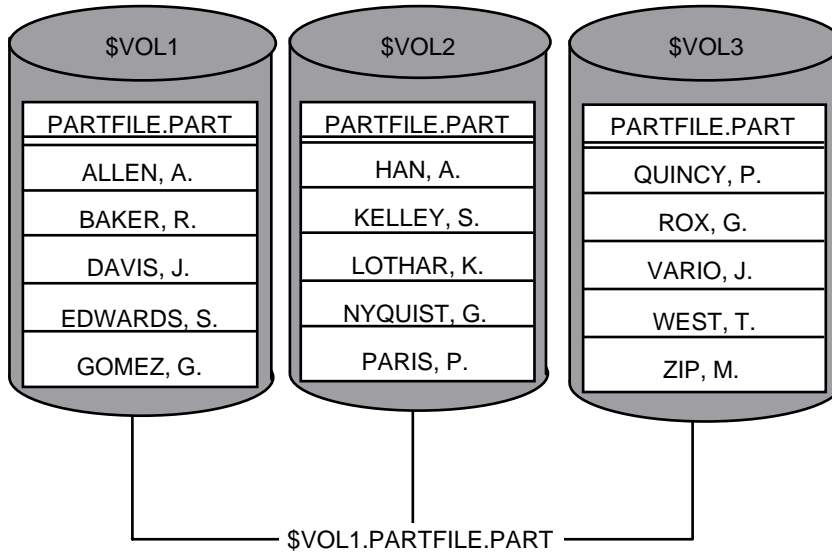 $VOL1
PARTFILE.PART
ALLEN, A.
BAKER, R.
DAVIS, J.
EDWARDS, S.
GOMEZ, G.
$VOL2
PARTFILE.PART
HAN, A.
KELLEY, S.
LOTHAR, K.
NYQUIST, G.
PARIS, P.
$VOL3
PARTFILE.PART
QUINCY, P.
ROX, G.
VARIO, J.
WEST, T.
ZIP, M.
$VOL1.PARTFILE.PART